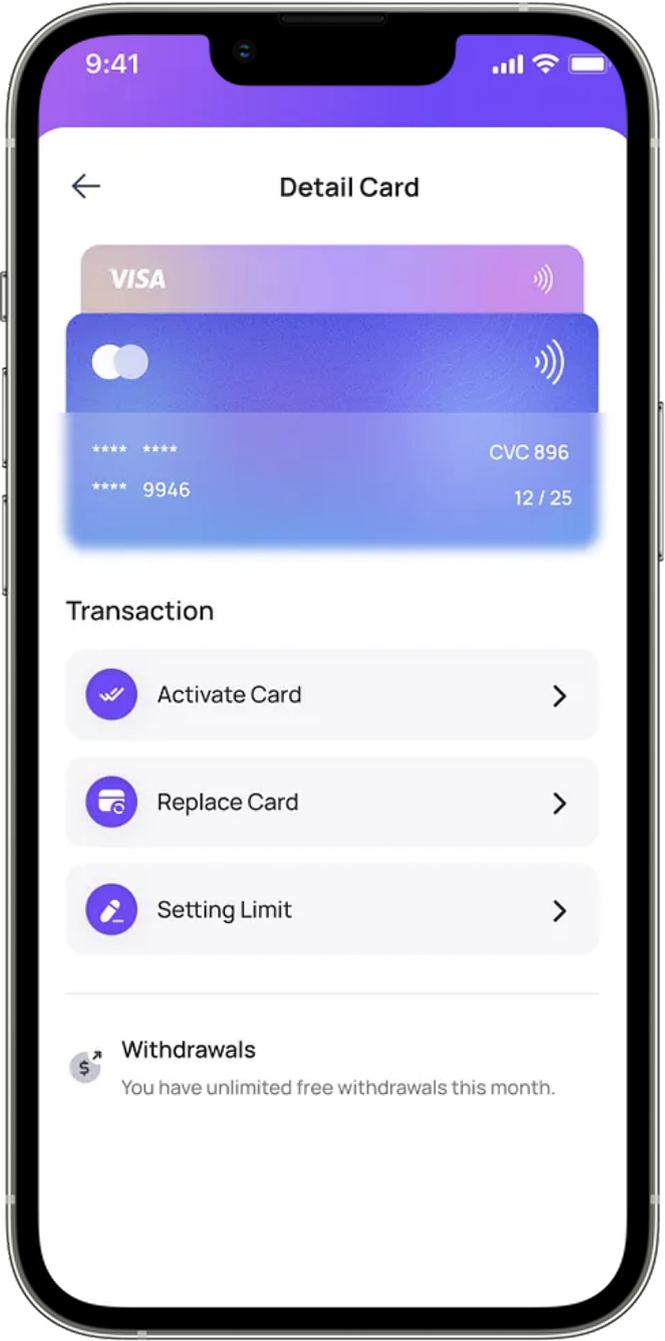 9:41
Detail Card
VISA
**** **** CVC 896
**** 9946 12 / 25
Transaction
Activate Card
Replace Card
Setting Limit
$
Withdrawals
You have unlimited free withdrawals this month.